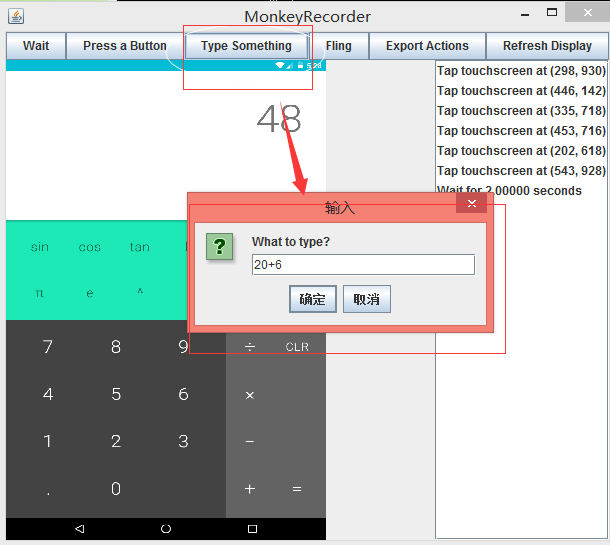 MonkeyRecorder
Wait Press a Button Type Something Fling Export Actions Refresh Display
5:28
48
Tap touchscreen at (298, 930)
Tap touchscreen at (446, 142)
Tap touchscreen at (335, 718)
Tap touchscreen at (453, 716)
Tap touchscreen at (202, 618)
Tap touchscreen at (543, 928)
Wait for 2.00000 seconds
输入
What to type?
20+6
确定 取消
sin cos tan
π e ^
7 8 9 ÷ CLR
4 5 6 ×
1 2 3 −
. 0 + =